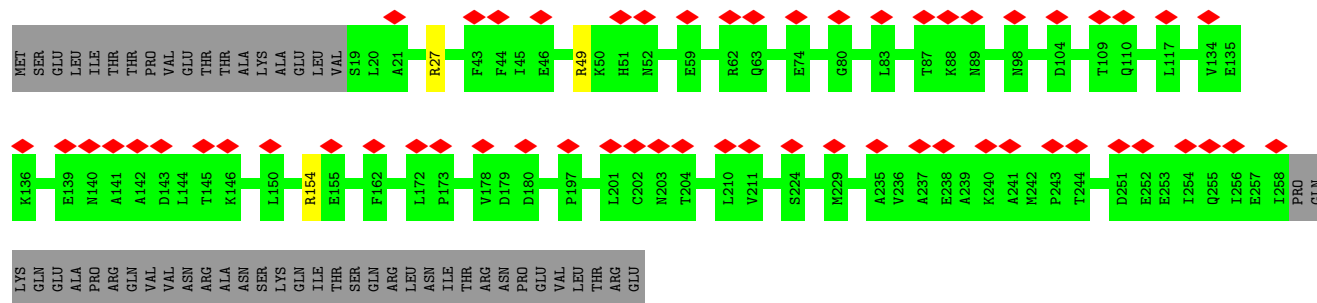 MET SER GLU LEU ILE THR THR PRO VAL GLU THR THR ALA LYS ALA GLU LEU VAL S19 L20 A21 R27 F43 F44 I45 E46 R49 K50 H51 N52 E59 R62 Q63 E74 G80 L83 T87 K88 N89 N98 D104 T109 Q110 L117 V134 E135
K136 E139 N140 A141 A142 D143 L144 T145 K146 L150 R154 E155 F162 L172 P173 V178 D179 D180 P197 L201 C202 N203 T204 L210 V211 S224 M229 A235 V236 A237 E238 A239 K240 A241 M242 P243 T244 D251 E252 E253 I254 Q255 I256 E257 I258 PRO GLN
LYS GLN GLU ALA PRO ARG GLN VAL VAL ASN ARG ALA ASN SER LYS GLN ILE THR SER GLN ARG LEU ASN ILE THR ARG ASN PRO GLU VAL LEU THR ARG GLU